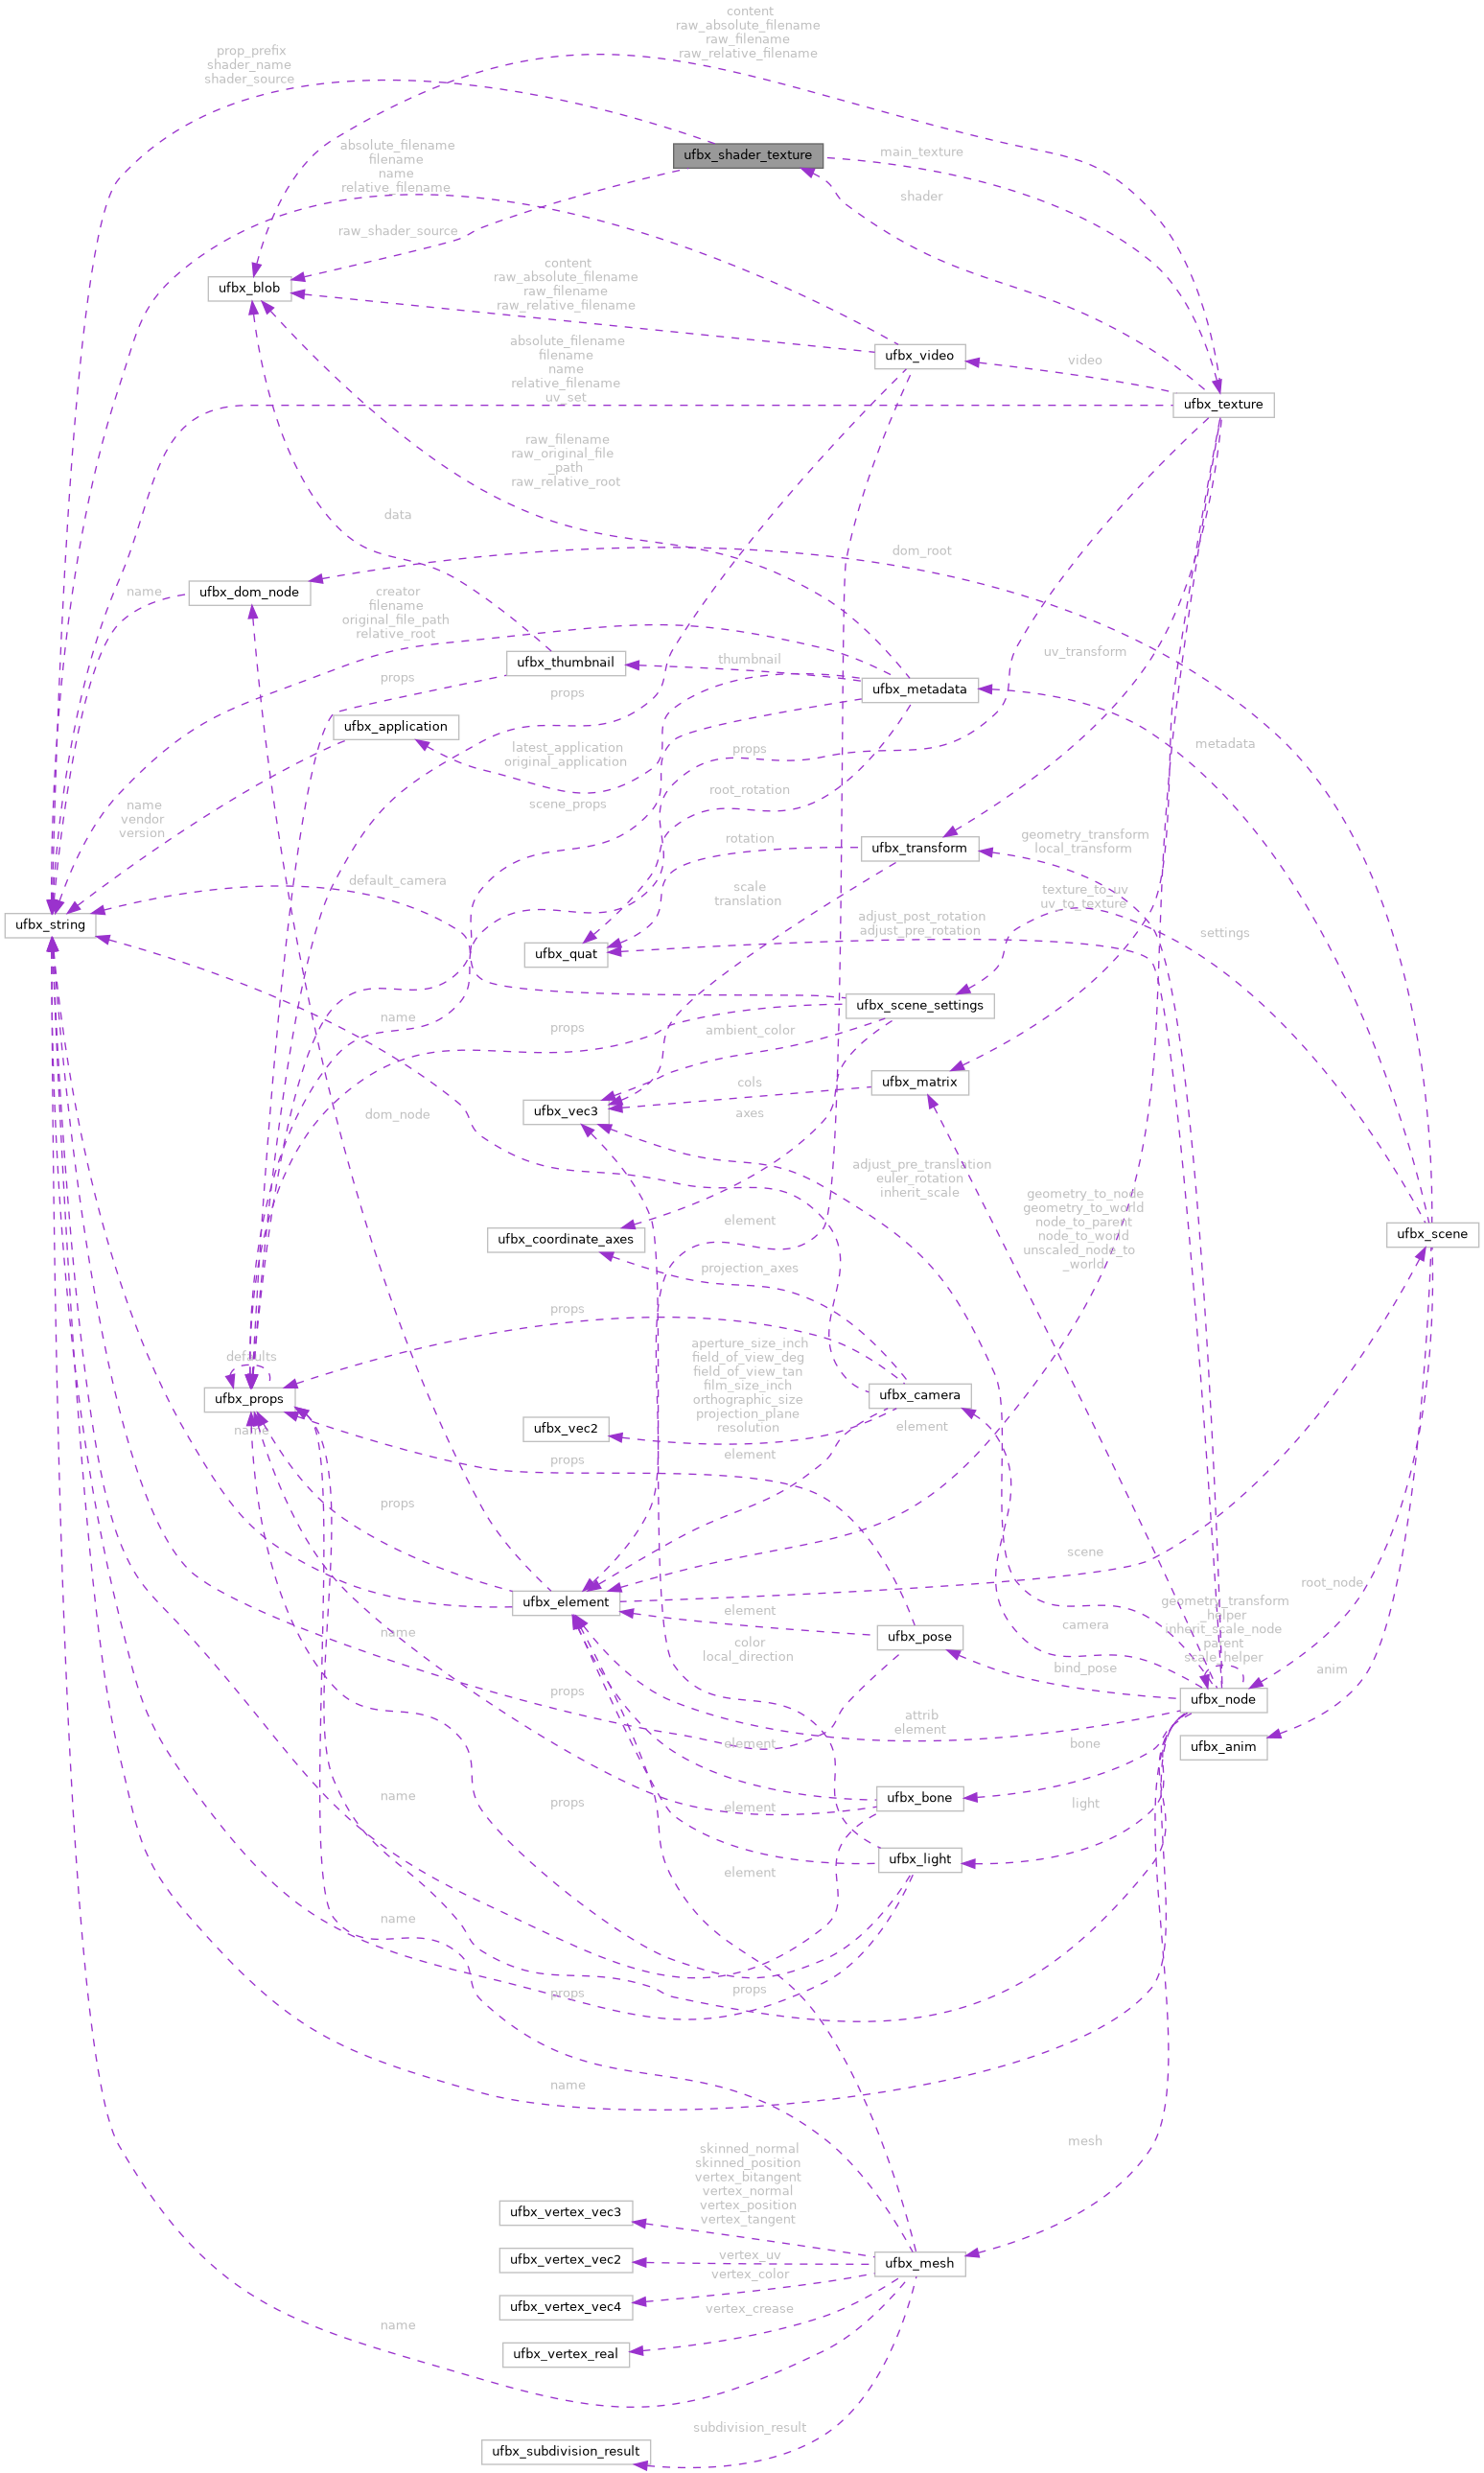 content
raw_absolute_filename
raw_filename
raw_relative_filename
prop_prefix
shader_name
shader_source
absolute_filename
filename
name
relative_filename
ufbx_shader_texture
main_texture
shader
raw_shader_source
content
raw_absolute_filename
raw_filename
raw_relative_filename
ufbx_blob
absolute_filename
filename
name
relative_filename
uv_set
ufbx_video
video
ufbx_texture
raw_filename
raw_original_file
_path
raw_relative_root
data
dom_root
name
ufbx_dom_node
creator
filename
original_file_path
relative_root
uv_transform
ufbx_thumbnail
thumbnail
props
props
ufbx_metadata
ufbx_application
latest_application
original_application
props
metadata
name
vendor
version
scene_props
root_rotation
rotation
ufbx_transform
geometry_transform
local_transform
default_camera
scale
translation
texture_to_uv
uv_to_texture
ufbx_string
adjust_post_rotation
adjust_pre_rotation
settings
ufbx_quat
name
props
ufbx_scene_settings
ambient_color
cols
ufbx_matrix
dom_node
ufbx_vec3
axes
adjust_pre_translation
euler_rotation
inherit_scale
geometry_to_node
geometry_to_world
node_to_parent
node_to_world
unscaled_node_to
_world
element
ufbx_coordinate_axes
ufbx_scene
projection_axes
props
defaults
aperture_size_inch
field_of_view_deg
field_of_view_tan
film_size_inch
orthographic_size
projection_plane
resolution
ufbx_props
ufbx_camera
name
ufbx_vec2
element
element
props
props
scene
root_node
ufbx_element
element
geometry_transform
_helper
inherit_scale_node
parent
scale_helper
name
ufbx_pose
camera
color
local_direction
bind_pose
anim
props
ufbx_node
attrib
element
element
bone
ufbx_anim
name
props
ufbx_bone
element
light
ufbx_light
element
name
props
props
name
mesh
skinned_normal
skinned_position
vertex_bitangent
vertex_normal
vertex_position
vertex_tangent
ufbx_vertex_vec3
vertex_uv
ufbx_vertex_vec2
ufbx_mesh
vertex_color
ufbx_vertex_vec4
vertex_crease
name
ufbx_vertex_real
subdivision_result
ufbx_subdivision_result